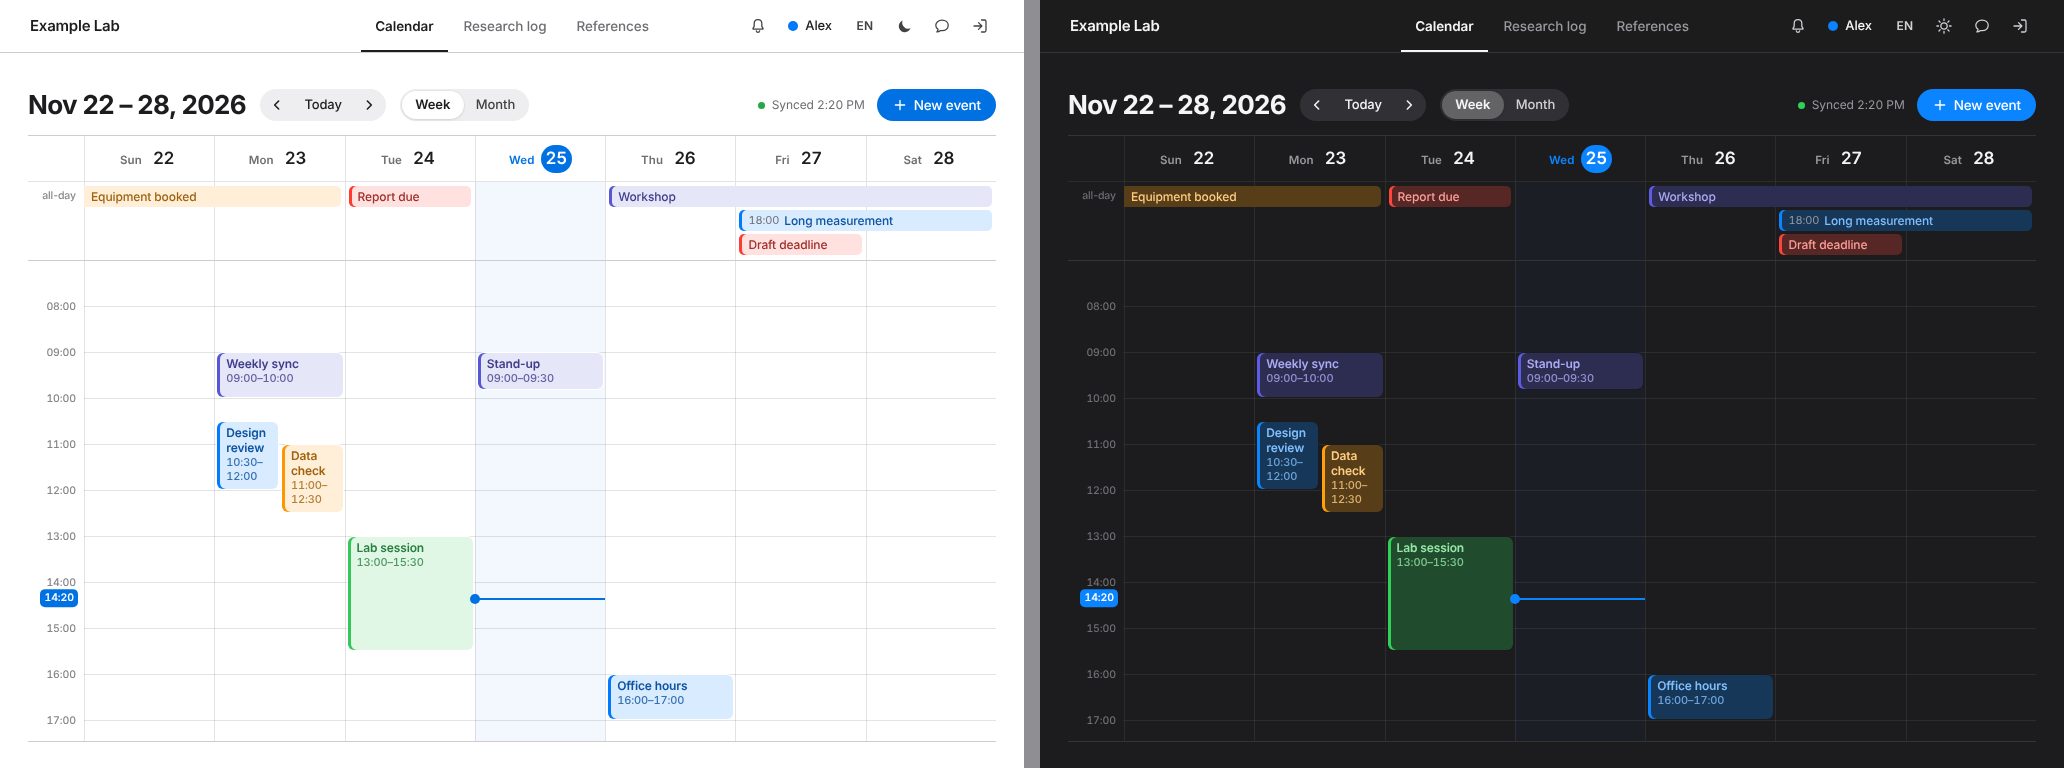 Example Lab
Calendar Research log References
Alex EN
Nov 22 – 28, 2026
Today
Week Month
Synced 2:20 PM
+ New event
Sun 22 Mon 23 Tue 24 Wed 25 Thu 26 Fri 27 Sat 28
all-day
Equipment booked
Report due
Workshop
18:00 Long measurement
Draft deadline
08:00
09:00
Weekly sync
09:00–10:00
Stand-up
09:00–09:30
10:00
Design
review
10:30–
12:00
11:00
Data
check
11:00–
12:30
12:00
13:00
Lab session
13:00–15:30
14:00
14:20
15:00
16:00
Office hours
16:00–17:00
17:00
Example Lab
Calendar Research log References
Alex EN
Nov 22 – 28, 2026
Today
Week Month
Synced 2:20 PM
+ New event
Sun 22 Mon 23 Tue 24 Wed 25 Thu 26 Fri 27 Sat 28
all-day
Equipment booked
Report due
Workshop
18:00 Long measurement
Draft deadline
08:00
09:00
Weekly sync
09:00–10:00
Stand-up
09:00–09:30
10:00
Design
review
10:30–
12:00
11:00
Data
check
11:00–
12:30
12:00
13:00
Lab session
13:00–15:30
14:00
14:20
15:00
16:00
Office hours
16:00–17:00
17:00